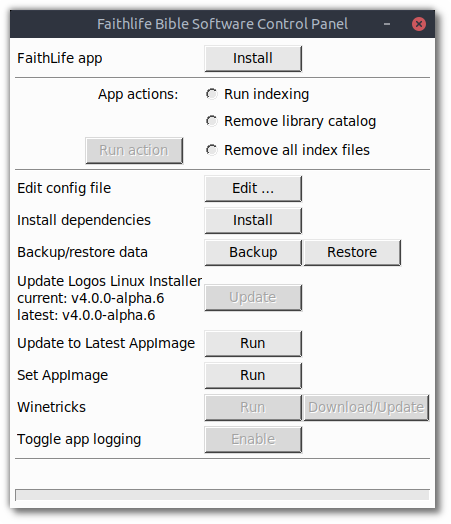 Faithlife Bible Software Control Panel
FaithLife app Install
App actions: Run indexing
Remove library catalog
Run action Remove all index files
Edit config file Edit ...
Install dependencies Install
Backup/restore data Backup Restore
Update Logos Linux Installer
current: v4.0.0-alpha.6 Update
latest: v4.0.0-alpha.6
Update to Latest AppImage Run
Set AppImage Run
Winetricks Run Download/Update
Toggle app logging Enable